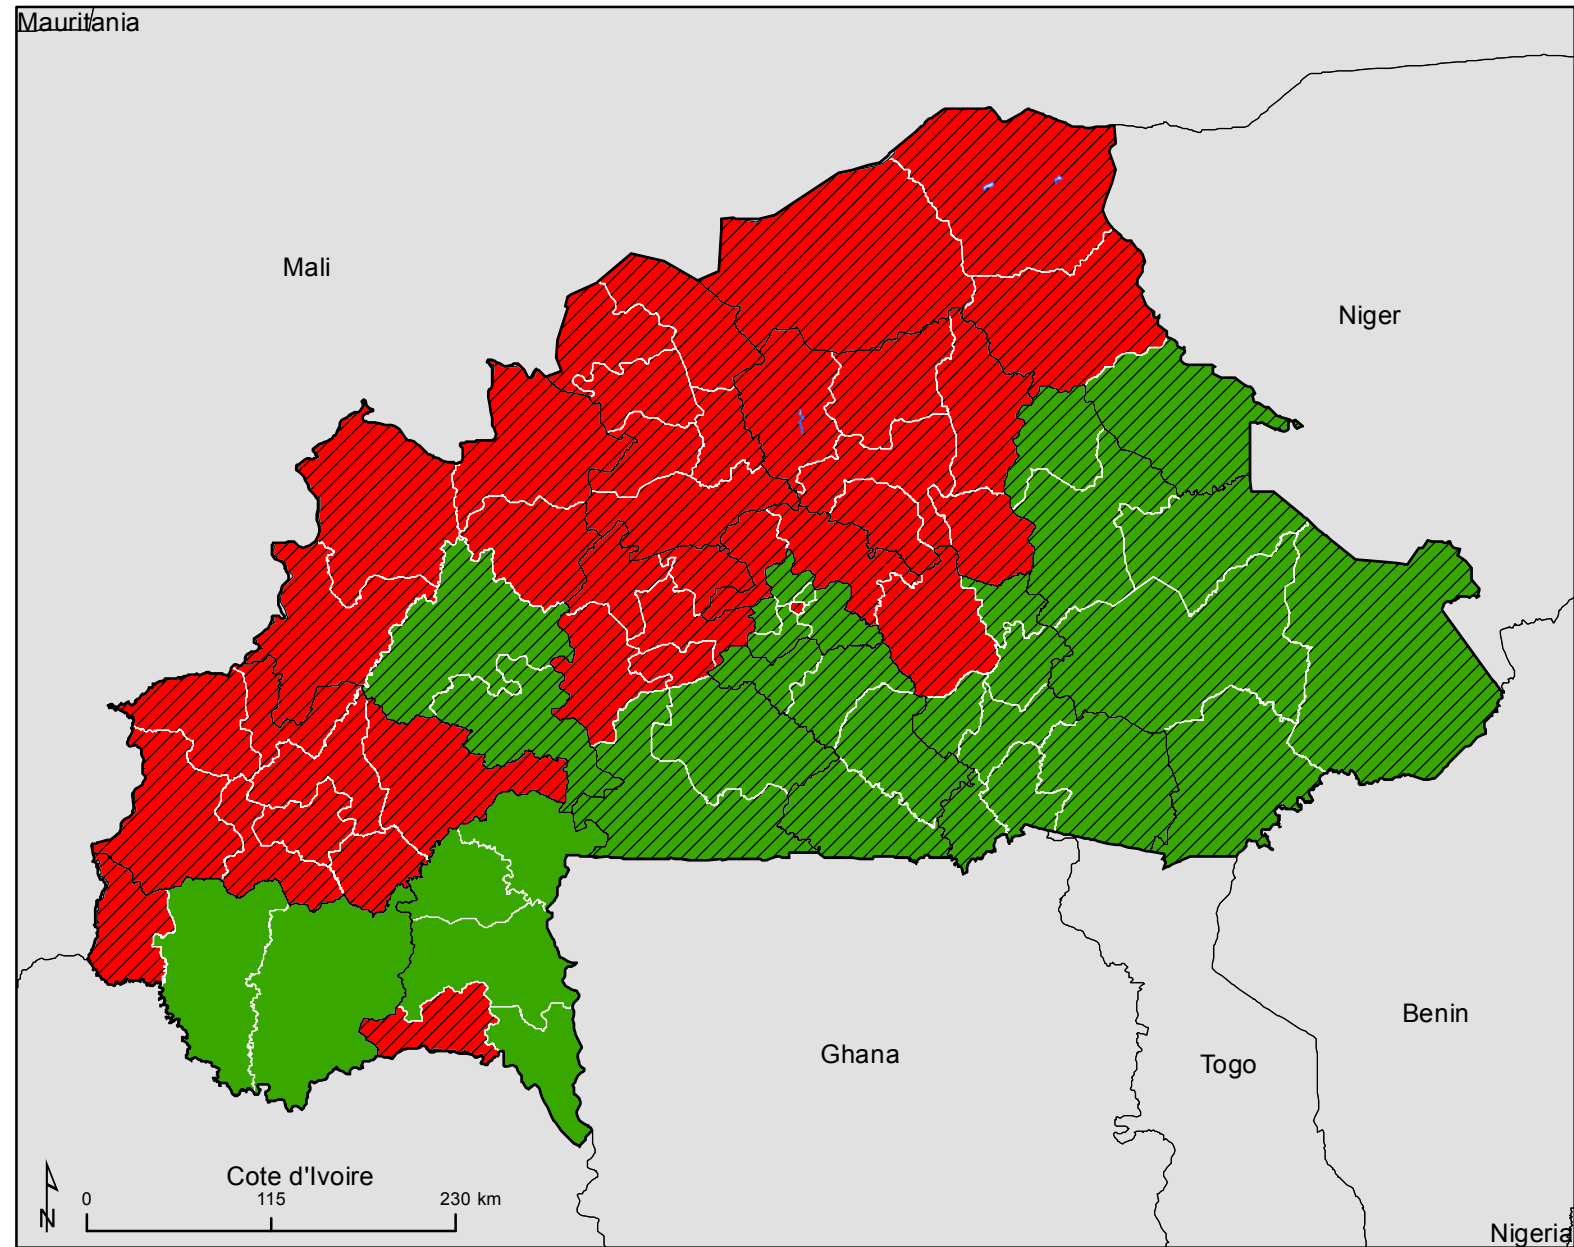 Mauritania
Mali
Niger
Benin
Ghana
Togo
Cote d'Ivoire
0 115 230 km
N
Nigeria